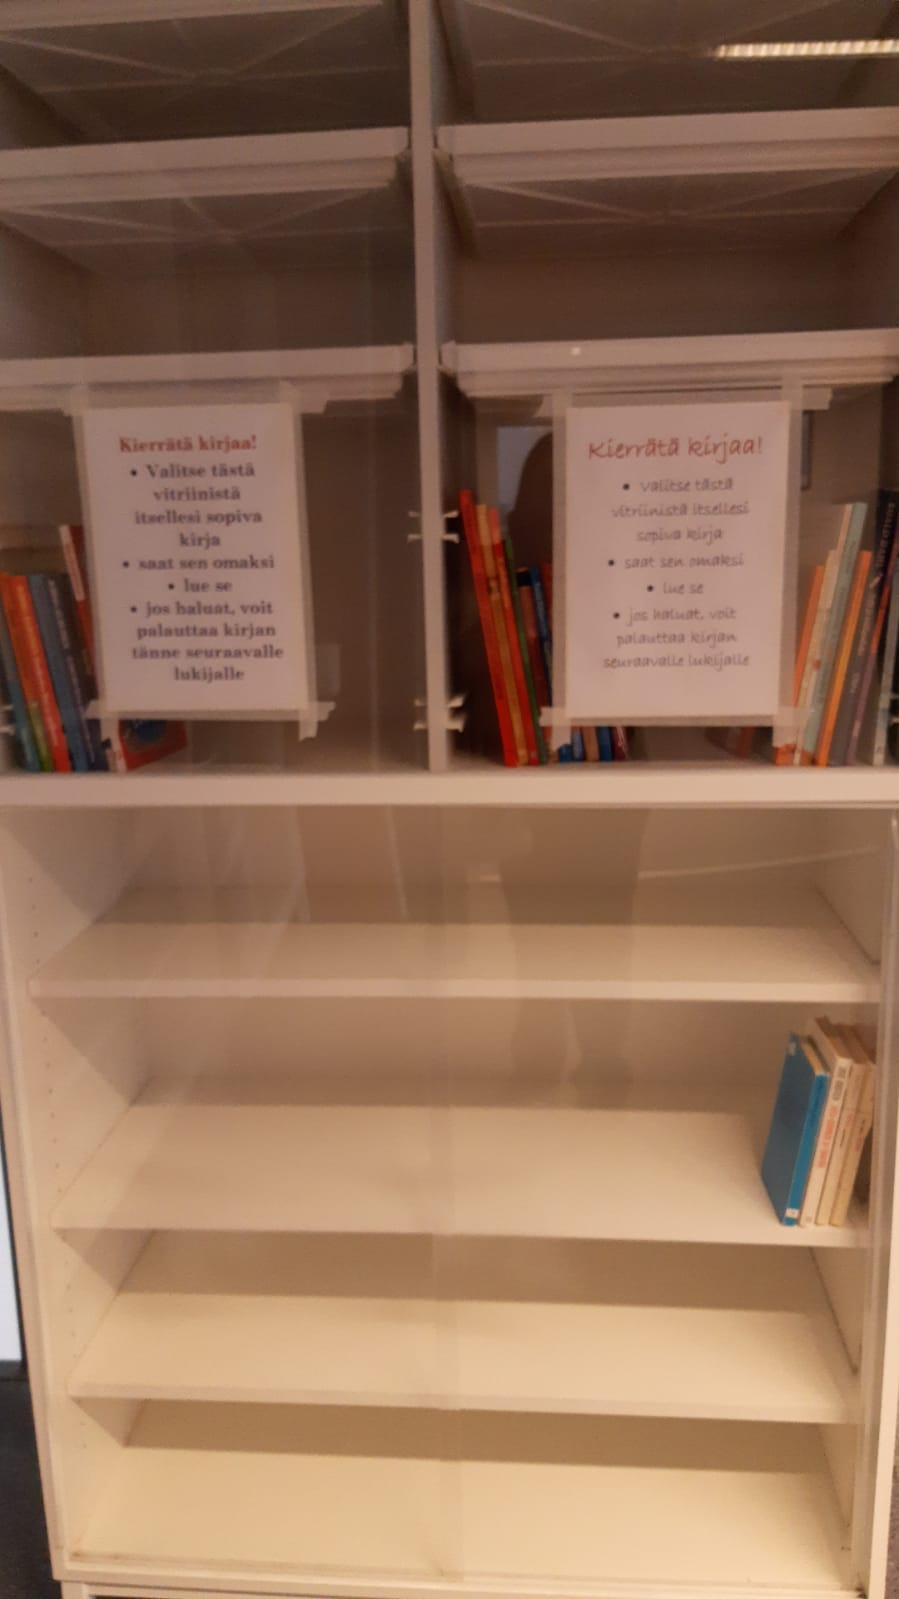 Kierrätä kirjaa!
• Valitse tästä
vitriinistä
itsellesi sopiva
kirja
• saat sen omaksi
• lue se
• jos haluat, voit
palauttaa kirjan
tänne seuraavalle
lukijalle
Kierrätä kirjaa!
• Valitse tästä
vitriinistä itsellesi
sopiva kirja
• saat sen omaksi
• lue se
• jos haluat, voit
palauttaa kirjan
seuraavalle lukijalle